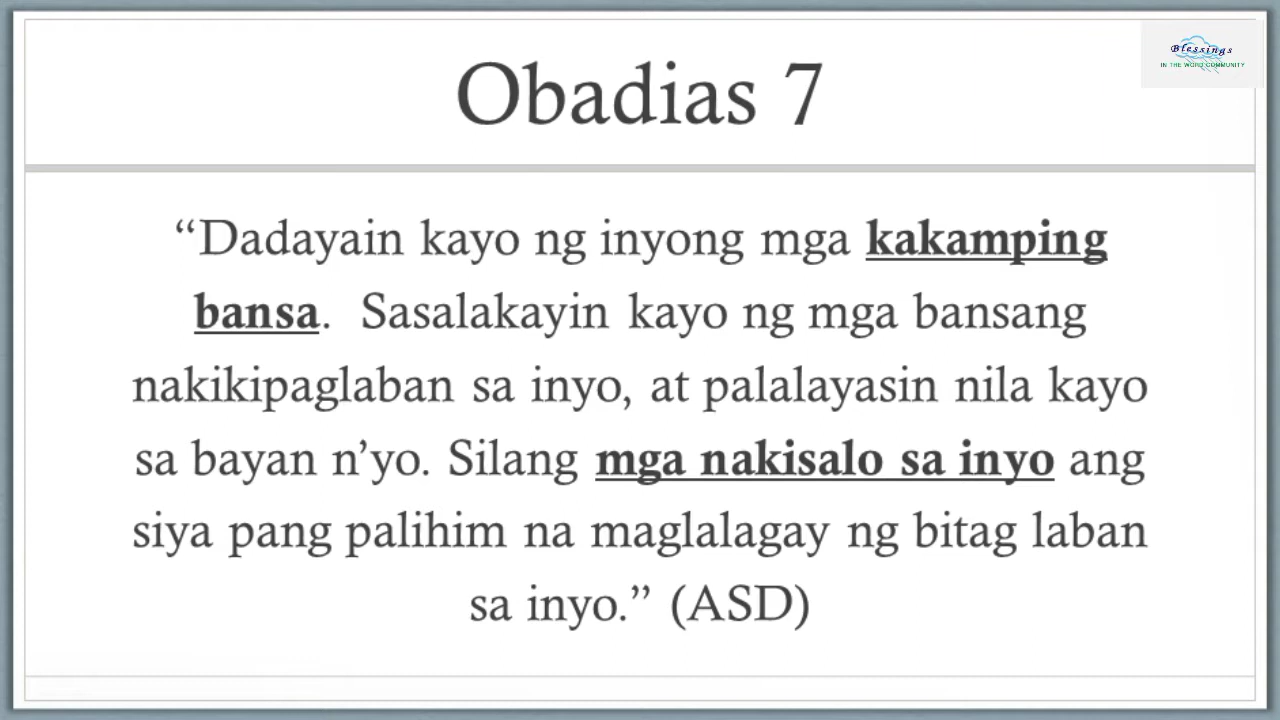 Blessings
IN THE WORD COMMUNITY
Obadias 7
“Dadayain kayo ng inyong mga kakamping
bansa.  Sasalakayin kayo ng mga bansang
nakikipaglaban sa inyo, at palalayasin nila kayo
sa bayan n’yo. Silang mga nakisalo sa inyo ang
siya pang palihim na maglalagay ng bitag laban
sa inyo.” (ASD)